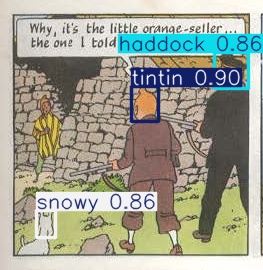 Why, it's the little orange-seller...
the one I told
haddock 0.86
tintin 0.90
snowy 0.86